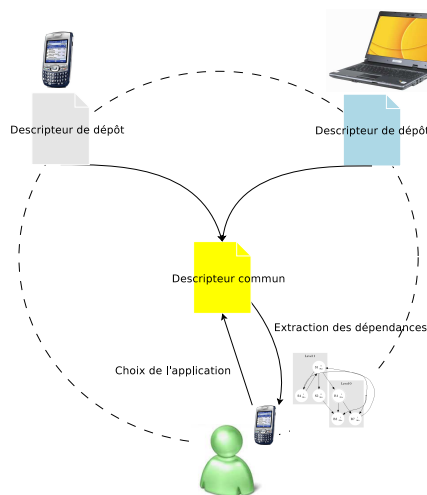 Descripteur de dépôt
Descripteur de dépôt
Descripteur commun
Extraction des dépendances
Choix de l'application